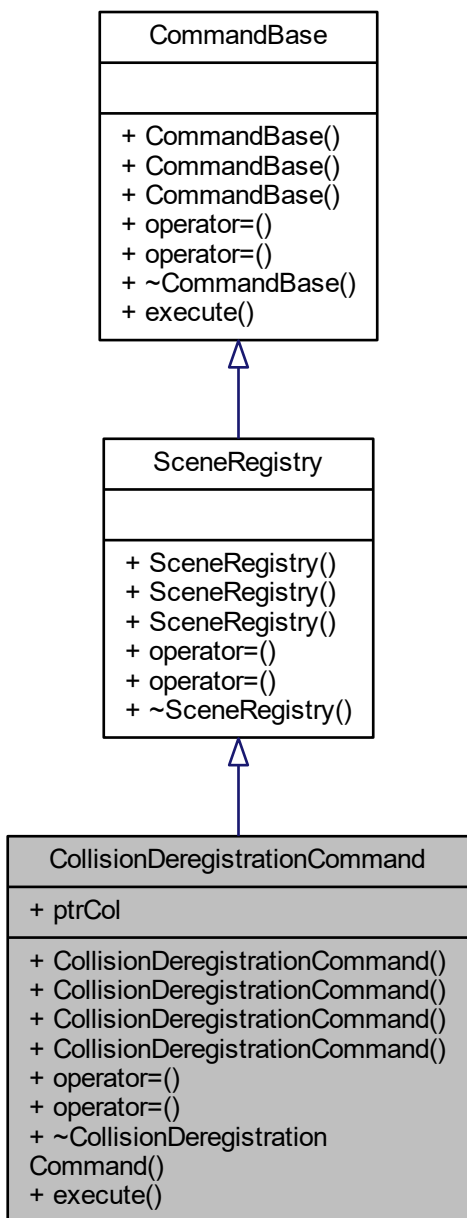 CommandBase
+ CommandBase()
+ CommandBase()
+ CommandBase()
+ operator=()
+ operator=()
+ ~CommandBase()
+ execute()
SceneRegistry
+ SceneRegistry()
+ SceneRegistry()
+ SceneRegistry()
+ operator=()
+ operator=()
+ ~SceneRegistry()
CollisionDeregistrationCommand
+ ptrCol
+ CollisionDeregistrationCommand()
+ CollisionDeregistrationCommand()
+ CollisionDeregistrationCommand()
+ CollisionDeregistrationCommand()
+ operator=()
+ operator=()
+ ~CollisionDeregistration
Command()
+ execute()